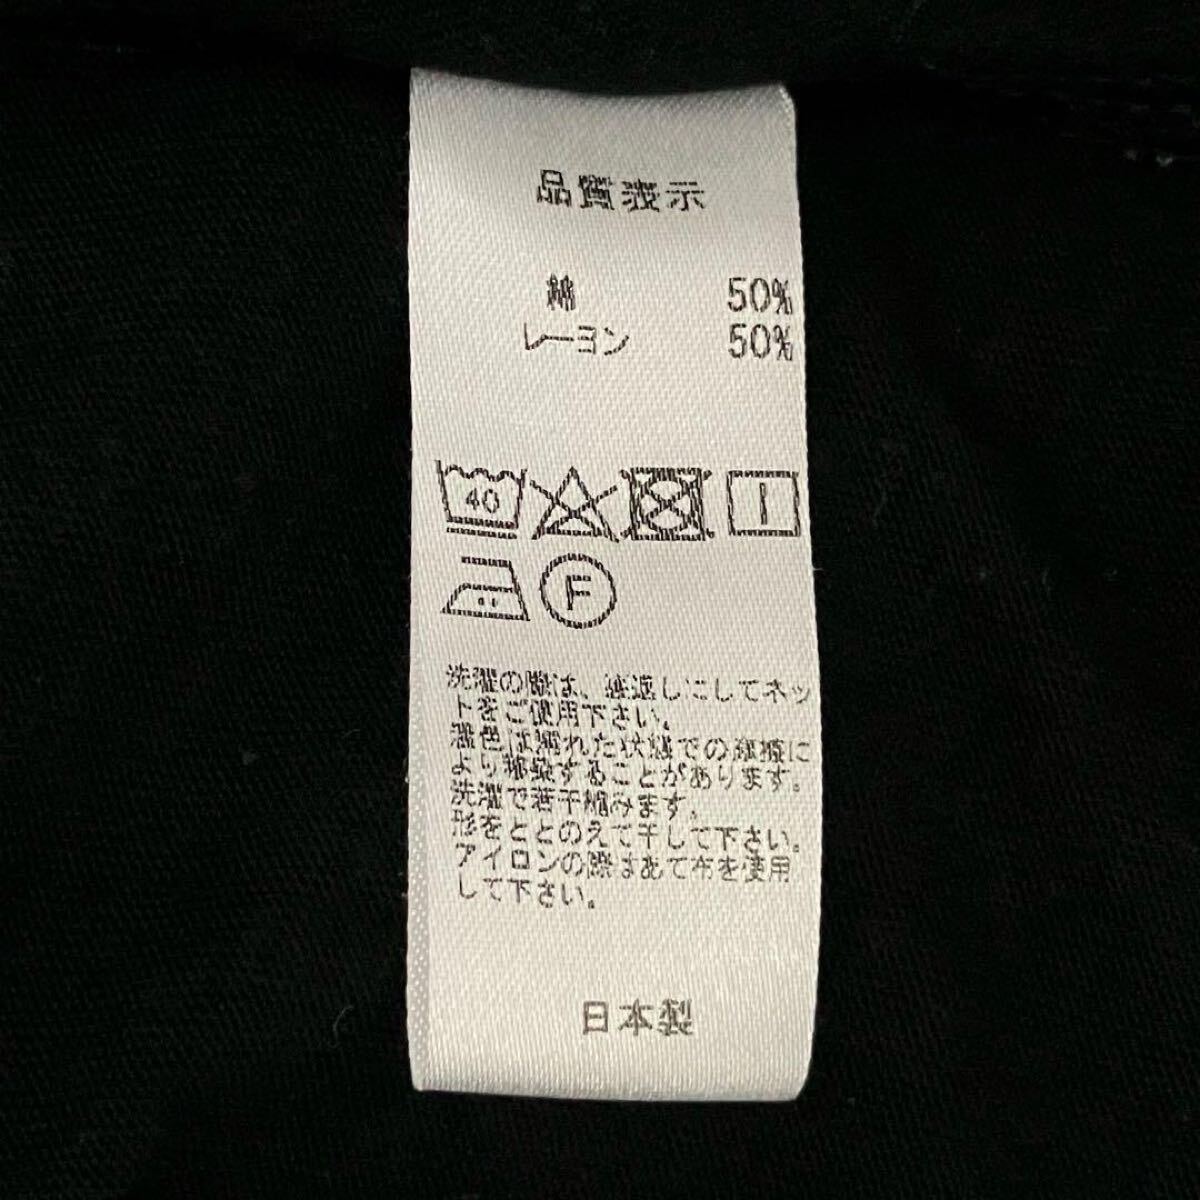 品質表示
綿 50%
レーヨン 50%
40
F
洗濯の際は、裏返しにしてネッ
トをご使用下さい。
濃色は濡れた状態での摩擦に
より移染することがあります。
洗濯で若干縮みます。
形をととのえて干して下さい。
アイロンの際はあて布を使用
して下さい。
日本製